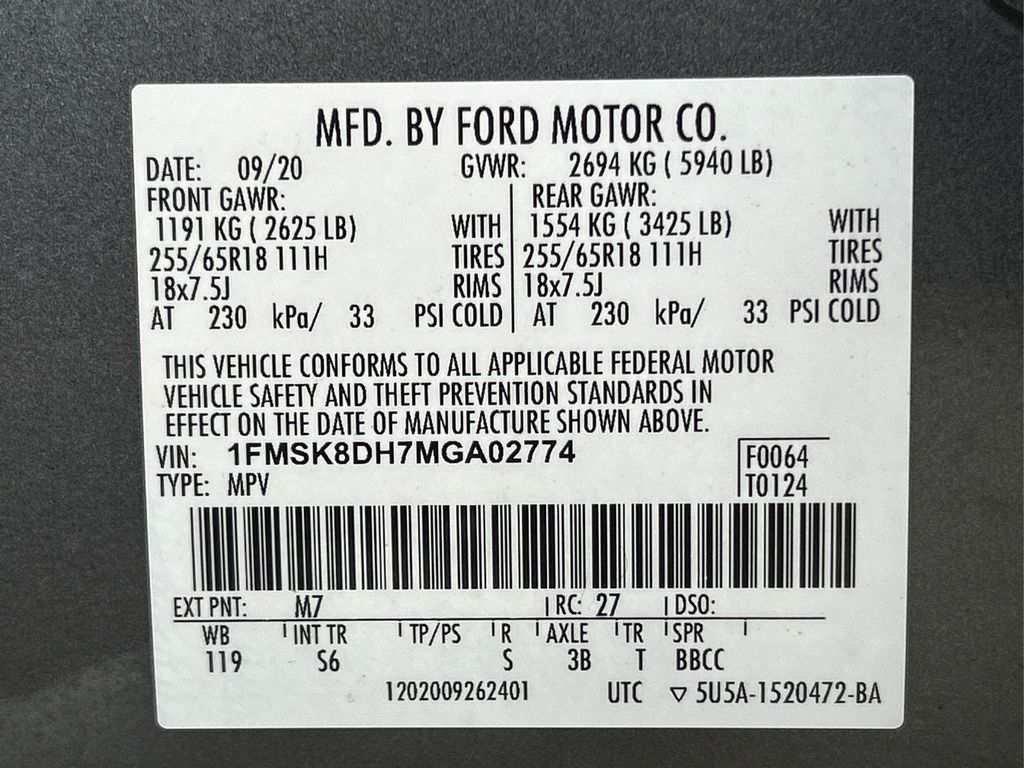 MFD. BY FORD MOTOR CO.
DATE: 09/20 GVWR: 2694 KG ( 5940 LB)
FRONT GAWR: REAR GAWR:
1191 KG ( 2625 LB) WITH 1554 KG ( 3425 LB) WITH
255/65R18 111H TIRES 255/65R18 111H TIRES
18x7.5J RIMS 18x7.5J RIMS
AT 230 kPa/ 33 PSI COLD AT 230 kPa/ 33 PSI COLD
THIS VEHICLE CONFORMS TO ALL APPLICABLE FEDERAL MOTOR
VEHICLE SAFETY AND THEFT PREVENTION STANDARDS IN
EFFECT ON THE DATE OF MANUFACTURE SHOWN ABOVE.
VIN: 1FMSK8DH7MGA02774 F0064
TYPE: MPV T0124
EXT PNT: M7 RC: 27 DSO:
WB INT TR TP/PS R AXLE TR SPR
119 S6 S 3B T BBCC
1202009262401 UTC ▽ 5U5A-1520472-BA